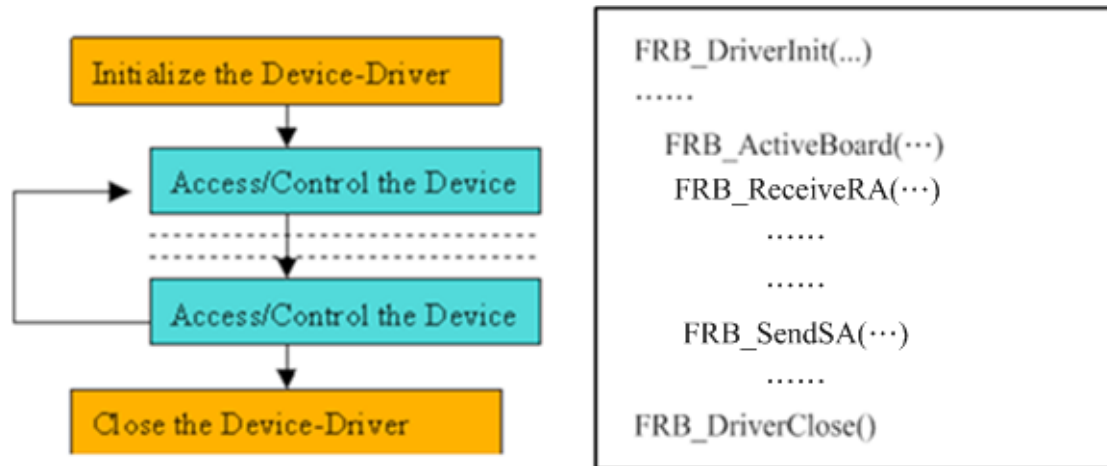 Initialize the Device-Driver
Access/Control the Device
Access/Control the Device
Close the Device-Driver
FRB_DriverInit(...)
……
FRB_ActiveBoard(⋯)
FRB_ReceiveRA(⋯)
……
……
FRB_SendSA(⋯)
……
FRB_DriverClose()